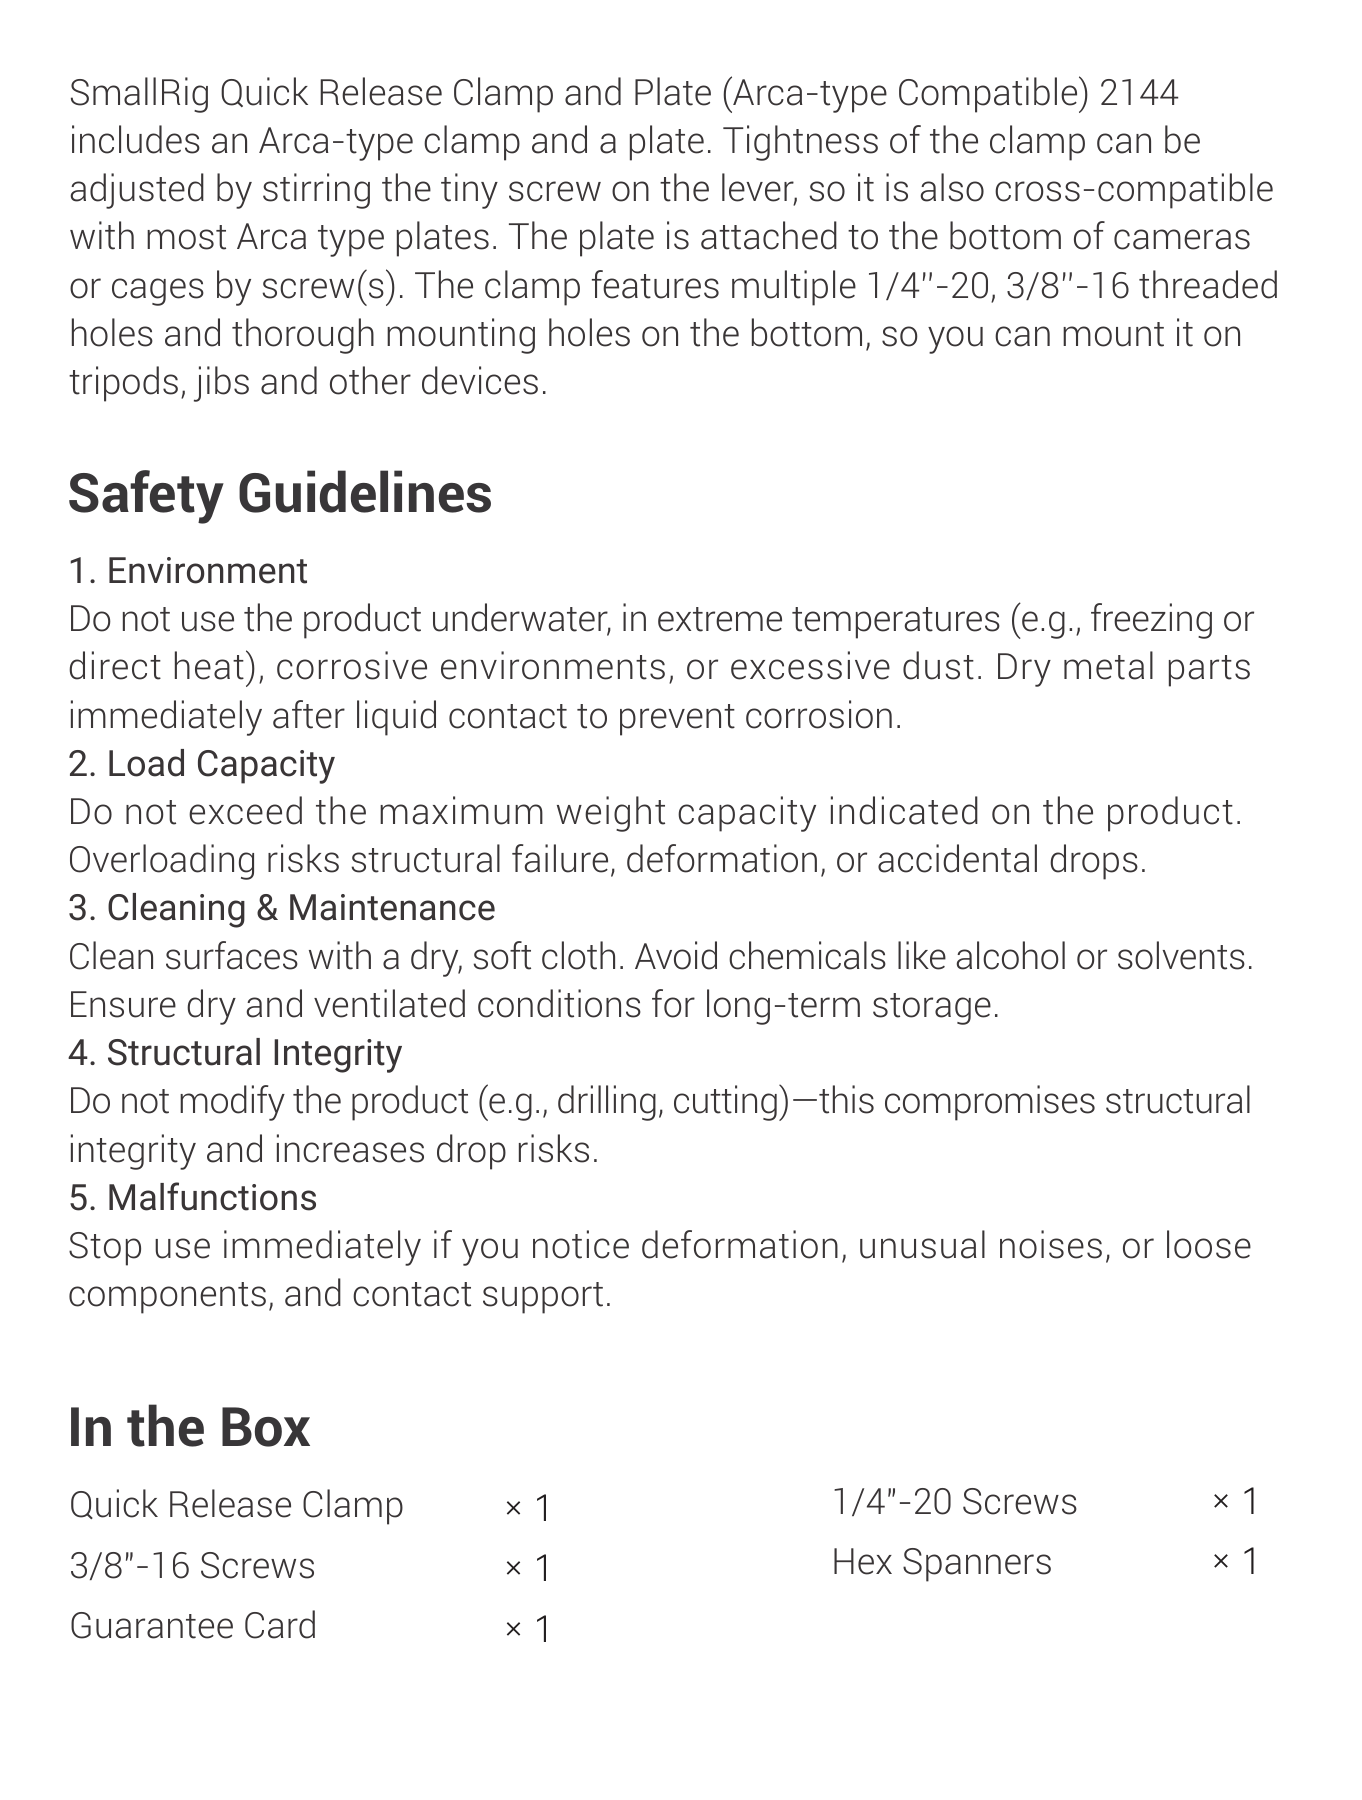 SmallRig Quick Release Clamp and Plate (Arca-type Compatible) 2144
includes an Arca-type clamp and a plate. Tightness of the clamp can be
adjusted by stirring the tiny screw on the lever, so it is also cross-compatible
with most Arca type plates. The plate is attached to the bottom of cameras
or cages by screw(s). The clamp features multiple 1/4''-20, 3/8''-16 threaded
holes and thorough mounting holes on the bottom, so you can mount it on
tripods, jibs and other devices.
Safety Guidelines
1. Environment
Do not use the product underwater, in extreme temperatures (e.g., freezing or
direct heat), corrosive environments, or excessive dust. Dry metal parts
immediately after liquid contact to prevent corrosion.
2. Load Capacity
Do not exceed the maximum weight capacity indicated on the product.
Overloading risks structural failure, deformation, or accidental drops.
3. Cleaning & Maintenance
Clean surfaces with a dry, soft cloth. Avoid chemicals like alcohol or solvents.
Ensure dry and ventilated conditions for long-term storage.
4. Structural Integrity
Do not modify the product (e.g., drilling, cutting)—this compromises structural
integrity and increases drop risks.
5. Malfunctions
Stop use immediately if you notice deformation, unusual noises, or loose
components, and contact support.
In the Box
Quick Release Clamp × 1
1/4"-20 Screws × 1
3/8"-16 Screws × 1
Hex Spanners × 1
Guarantee Card × 1